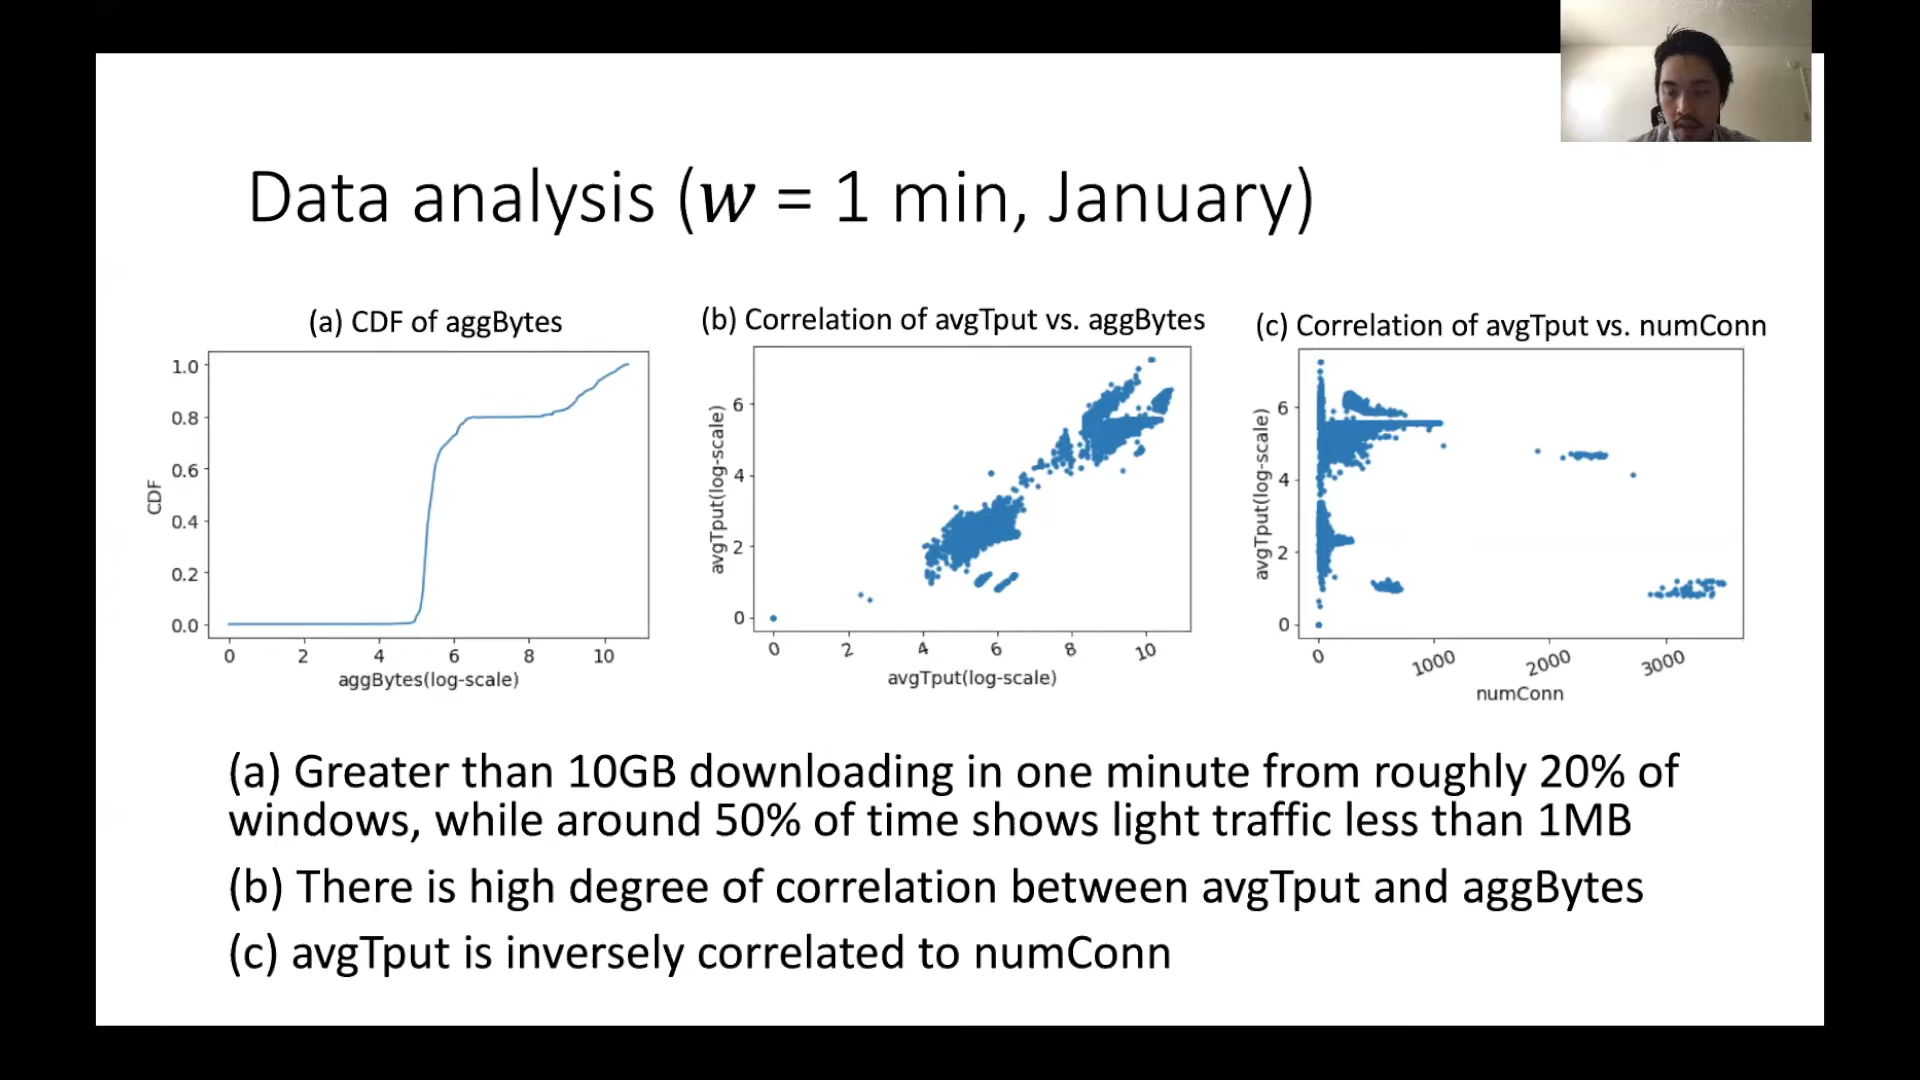 Data analysis (w = 1 min, January)
(a) CDF of aggBytes
1.0
0.8
0.6
0.4
0.2
0.0
CDF
0 2 4 6 8 10
aggBytes(log-scale)
(b) Correlation of avgTput vs. aggBytes
6
4
2
0
avgTput(log-scale)
0 2 4 6 8 10
avgTput(log-scale)
(c) Correlation of avgTput vs. numConn
6
4
2
0
avgTput(log-scale)
0 1000 2000 3000
numConn
(a) Greater than 10GB downloading in one minute from roughly 20% of
windows, while around 50% of time shows light traffic less than 1MB
(b) There is high degree of correlation between avgTput and aggBytes
(c) avgTput is inversely correlated to numConn